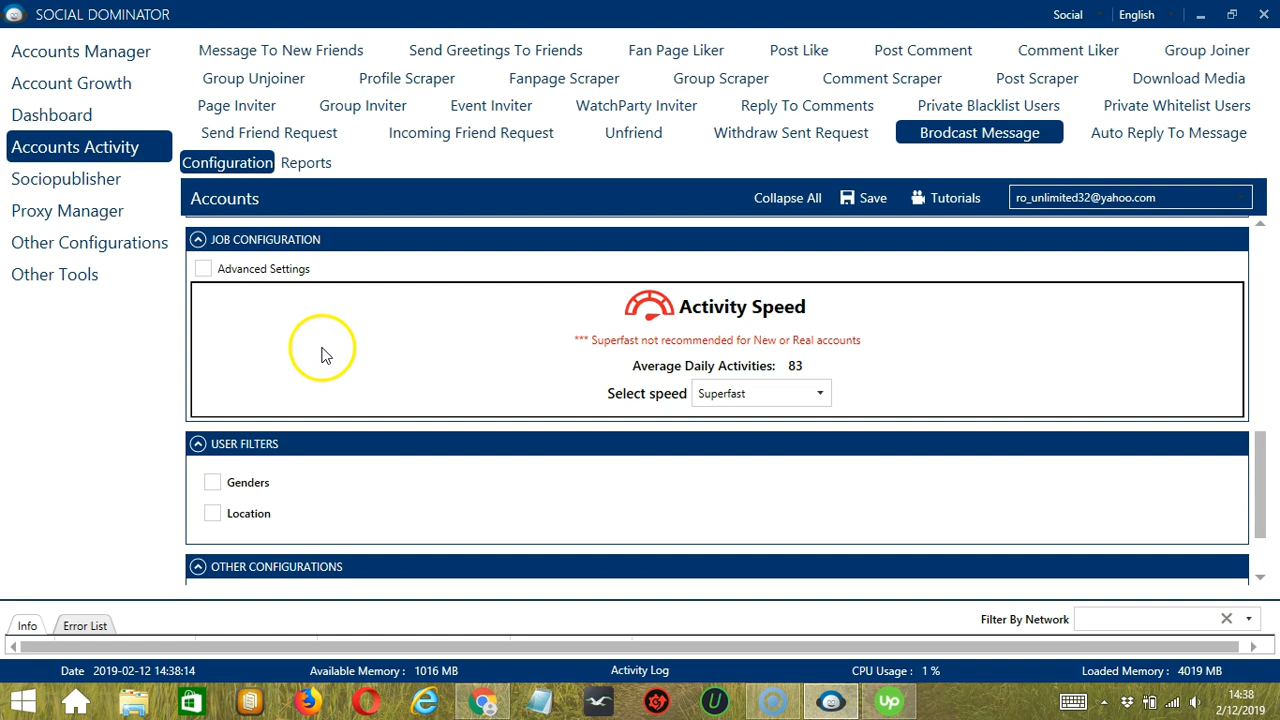 SOCIAL DOMINATOR
Social
English
Accounts Manager
Account Growth
Dashboard
Accounts Activity
Sociopublisher
Proxy Manager
Other Configurations
Other Tools
Message To New Friends Send Greetings To Friends Fan Page Liker Post Like Post Comment Comment Liker Group Joiner
Group Unjoiner Profile Scraper Fanpage Scraper Group Scraper Comment Scraper Post Scraper Download Media
Page Inviter Group Inviter Event Inviter WatchParty Inviter Reply To Comments Private Blacklist Users Private Whitelist Users
Send Friend Request Incoming Friend Request Unfriend Withdraw Sent Request Brodcast Message Auto Reply To Message
Configuration Reports
Accounts Collapse All Save Tutorials ro_unlimited32@yahoo.com
JOB CONFIGURATION
Advanced Settings
Activity Speed
*** Superfast not recommended for New or Real accounts
Average Daily Activities: 83
Select speed Superfast
USER FILTERS
Genders
Location
OTHER CONFIGURATIONS
Info Error List Filter By Network
Date 2019-02-12 14:38:14 Available Memory : 1016 MB Activity Log CPU Usage : 1 % Loaded Memory : 4019 MB
14:38
2/12/2019